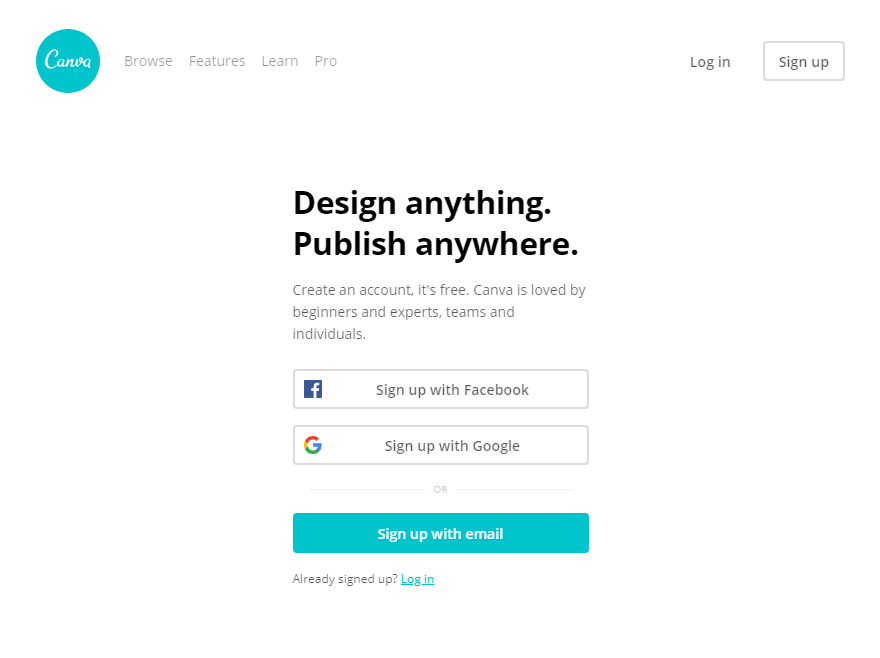 Canva
Browse Features Learn Pro
Log in
Sign up
Design anything.
Publish anywhere.
Create an account, it's free. Canva is loved by
beginners and experts, teams and
individuals.
Sign up with Facebook
Sign up with Google
OR
Sign up with email
Already signed up? Log in